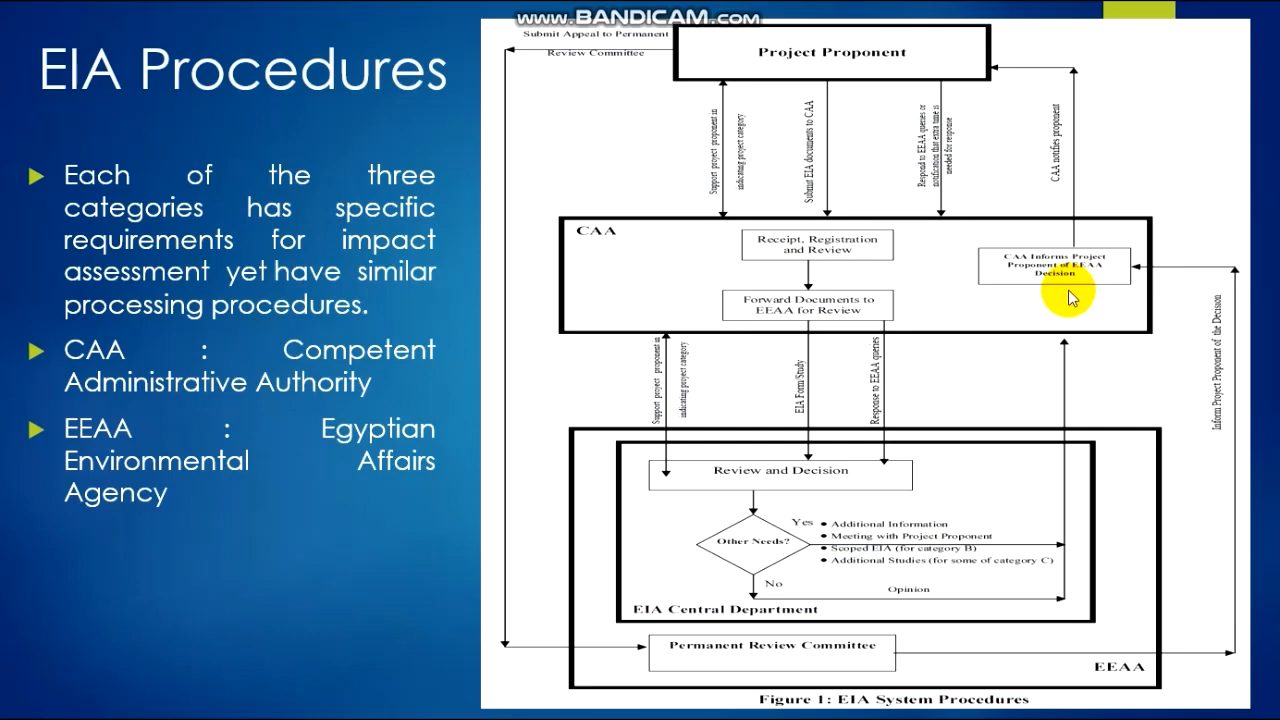 www.BANDICAM.com
EIA Procedures
Each of the three
categories has specific
requirements for impact
assessment yet have similar
processing procedures.
CAA : Competent
Administrative Authority
EEAA : Egyptian
Environmental Affairs
Agency
Submit Appeal to Permanent
Review Committee
Project Proponent
Support project proponent in
indicating project category
Submit EIA documents to CAA
Respond to EEAA queries or
notification that extra time is
needed for response
CAA notifies proponent
CAA
Receipt, Registration
and Review
CAA Informs Project
Proponent of EEAA
Decision
Forward Documents to
EEAA for Review
Support project proponent in
indicating project category
EIA Form/Study
Response to EEAA queries
Inform Project Proponent of the Decision
Review and Decision
Other Needs?
Yes
• Additional Information
• Meeting with Project Proponent
• Scoped EIA (for category B)
• Additional Studies (for some of category C)
No
Opinion
EIA Central Department
Permanent Review Committee
EEAA
Figure 1: EIA System Procedures